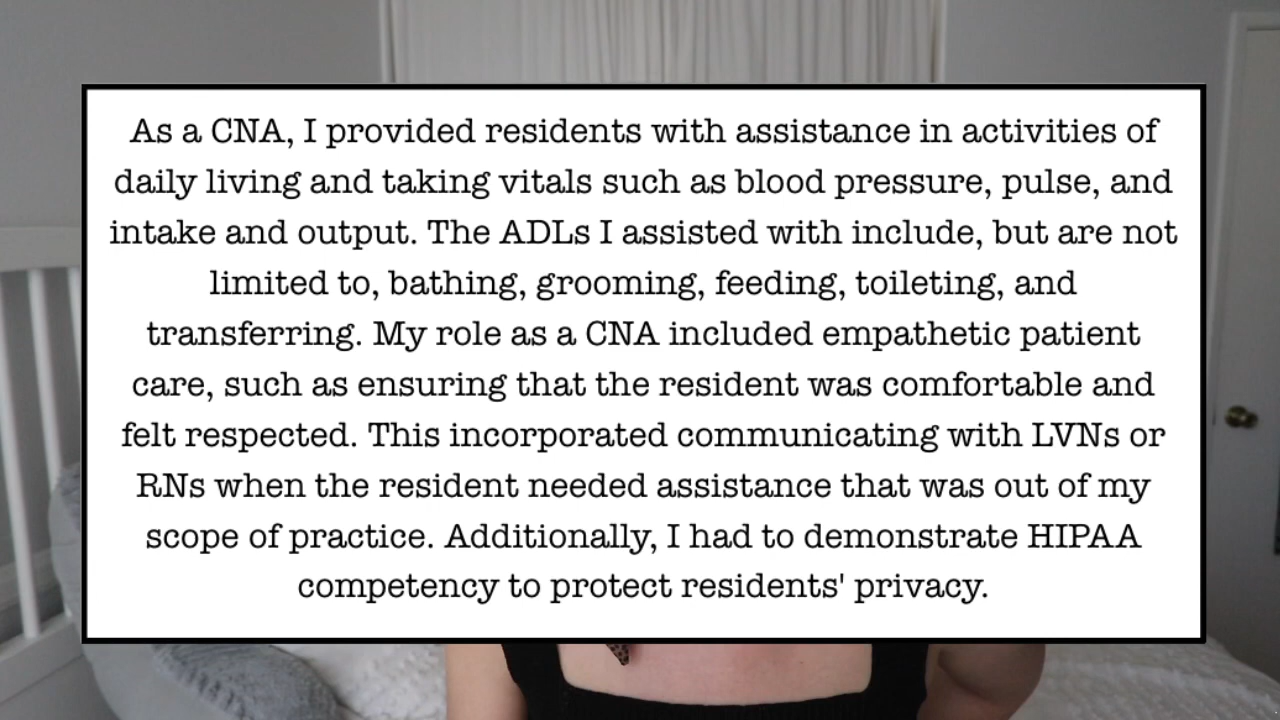 As a CNA, I provided residents with assistance in activities of
daily living and taking vitals such as blood pressure, pulse, and
intake and output. The ADLs I assisted with include, but are not
limited to, bathing, grooming, feeding, toileting, and
transferring. My role as a CNA included empathetic patient
care, such as ensuring that the resident was comfortable and
felt respected. This incorporated communicating with LVNs or
RNs when the resident needed assistance that was out of my
scope of practice. Additionally, I had to demonstrate HIPAA
competency to protect residents' privacy.